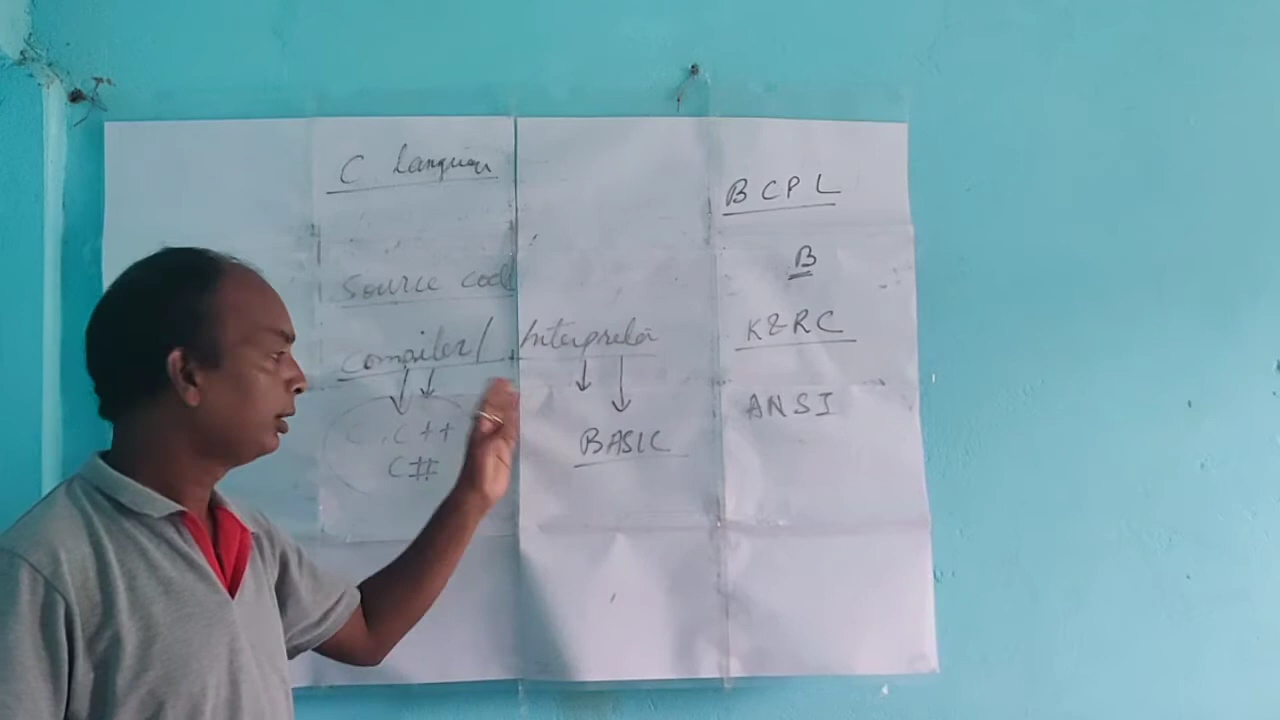 C Language
Source code
Compiler / Interpreter
C, C++
C#
BASIC
BCPL
B
K&RC
ANSI